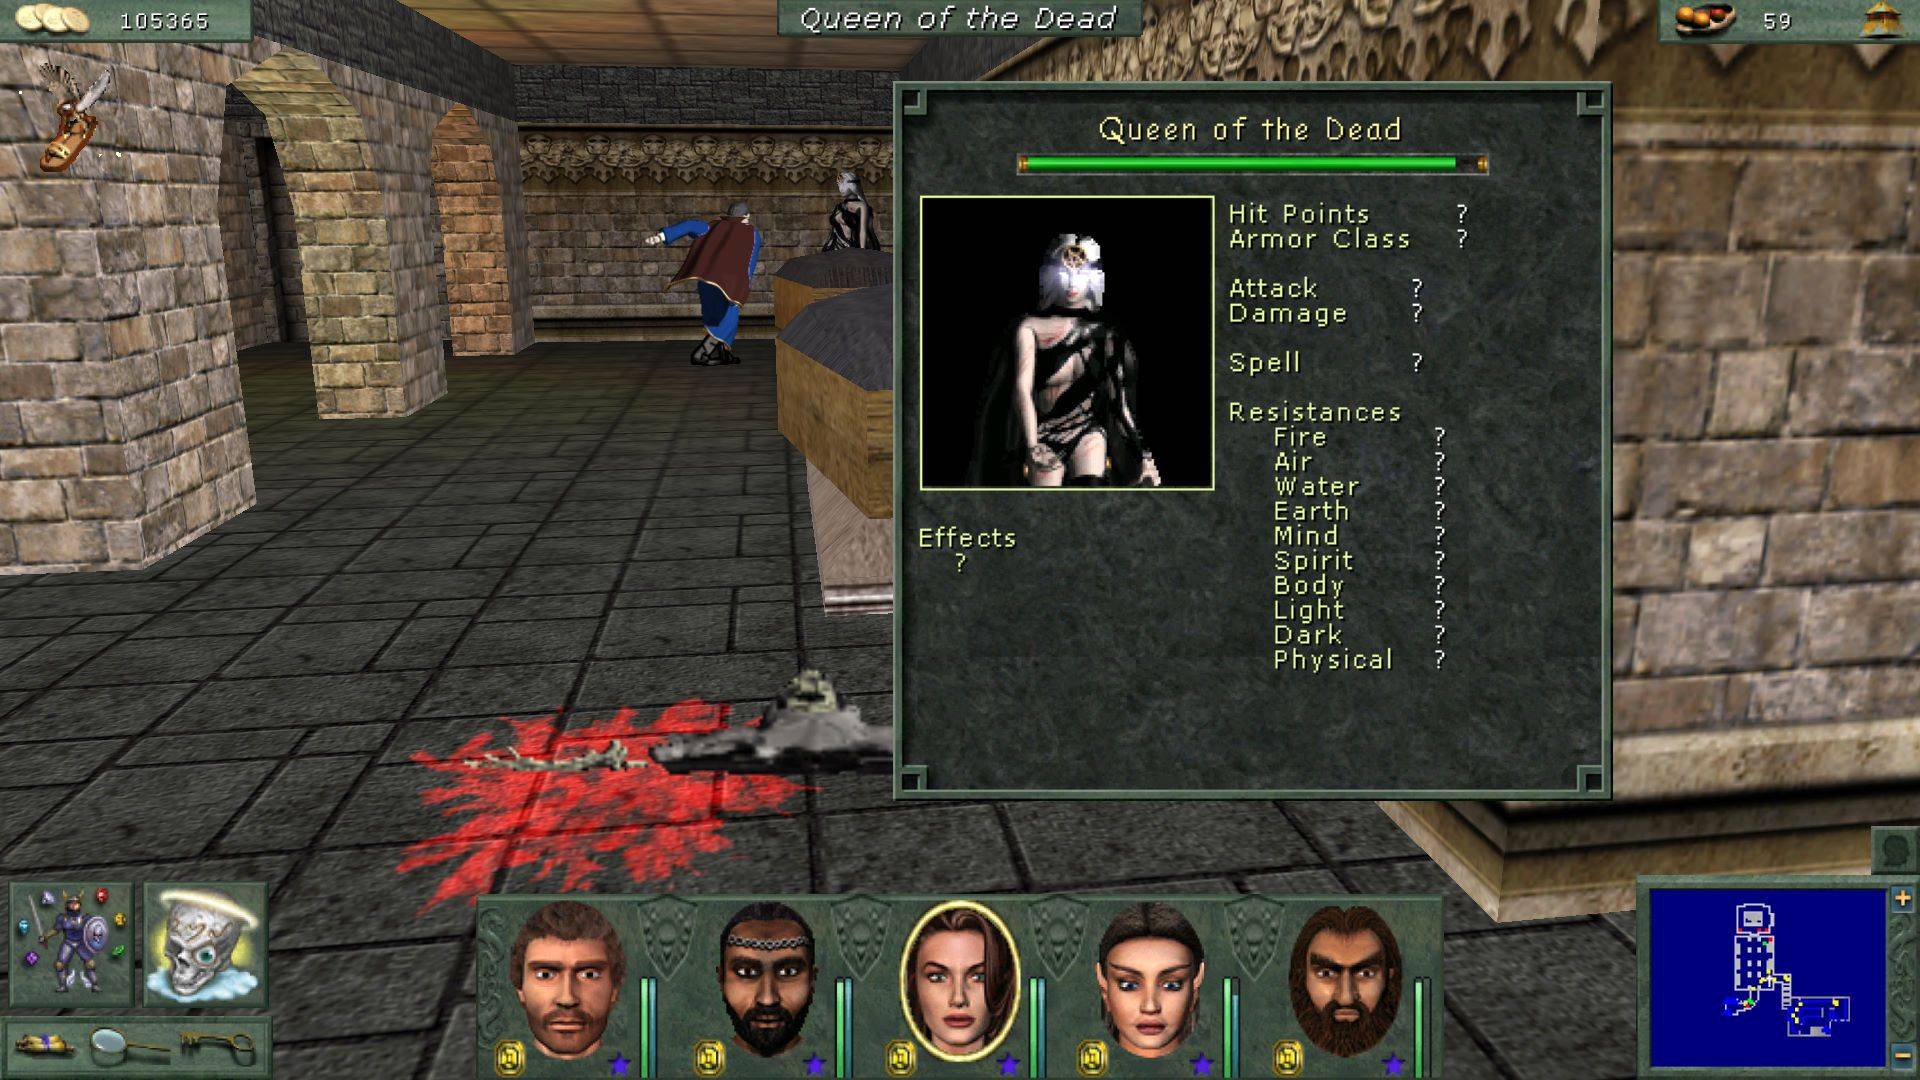 105365
Queen of the Dead
59
Queen of the Dead
Hit Points ?
Armor Class ?
Attack ?
Damage ?
Spell ?
Resistances
Fire ?
Air ?
Water ?
Earth ?
Mind ?
Spirit ?
Body ?
Light ?
Dark ?
Physical ?
Effects
?